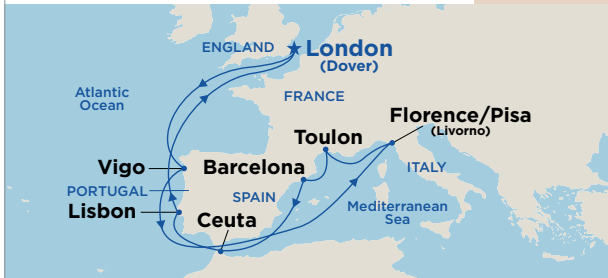 ENGLAND
London
(Dover)
Atlantic
Ocean
FRANCE
Florence/Pisa
(Livorno)
Toulon
Vigo
Barcelona
ITALY
PORTUGAL
SPAIN
Lisbon
Ceuta
Mediterranean
Sea